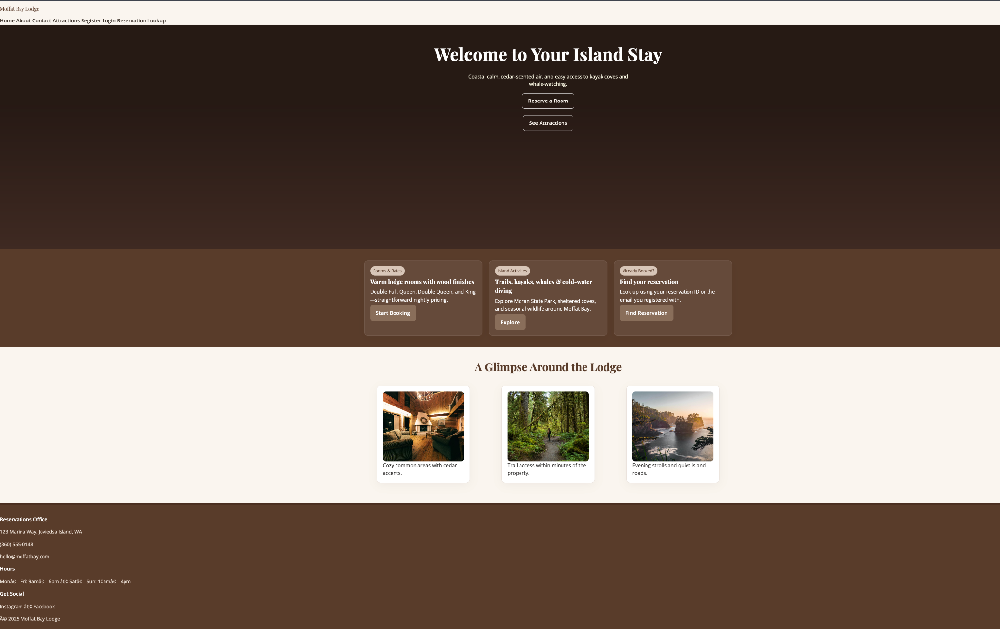 Moffat Bay Lodge
Home About Contact Attractions Register Login Reservation Lookup
Welcome to Your Island Stay
Coastal calm, cedar-scented air, and easy access to kayak coves and
whale-watching.
Reserve a Room
See Attractions
Rooms & Rates
Warm lodge rooms with wood finishes
Double Full, Queen, Double Queen, and King
—straightforward nightly pricing.
Start Booking
Island Activities
Trails, kayaks, whales & cold-water
diving
Explore Moran State Park, sheltered coves,
and seasonal wildlife around Moffat Bay.
Explore
Already Booked?
Find your reservation
Look up using your reservation ID or the
email you registered with.
Find Reservation
A Glimpse Around the Lodge
Cozy common areas with cedar
accents.
Trail access within minutes of the
property.
Evening strolls and quiet island
roads.
Reservations Office
123 Marina Way, Joviedsa Island, WA
(360) 555-0148
hello@moffatbay.com
Hours
Monâ€ Fri: 9amâ€ 6pm â€¢ Satâ€ Sun: 10amâ€ 4pm
Get Social
Instagram â€¢ Facebook
Â© 2025 Moffat Bay Lodge